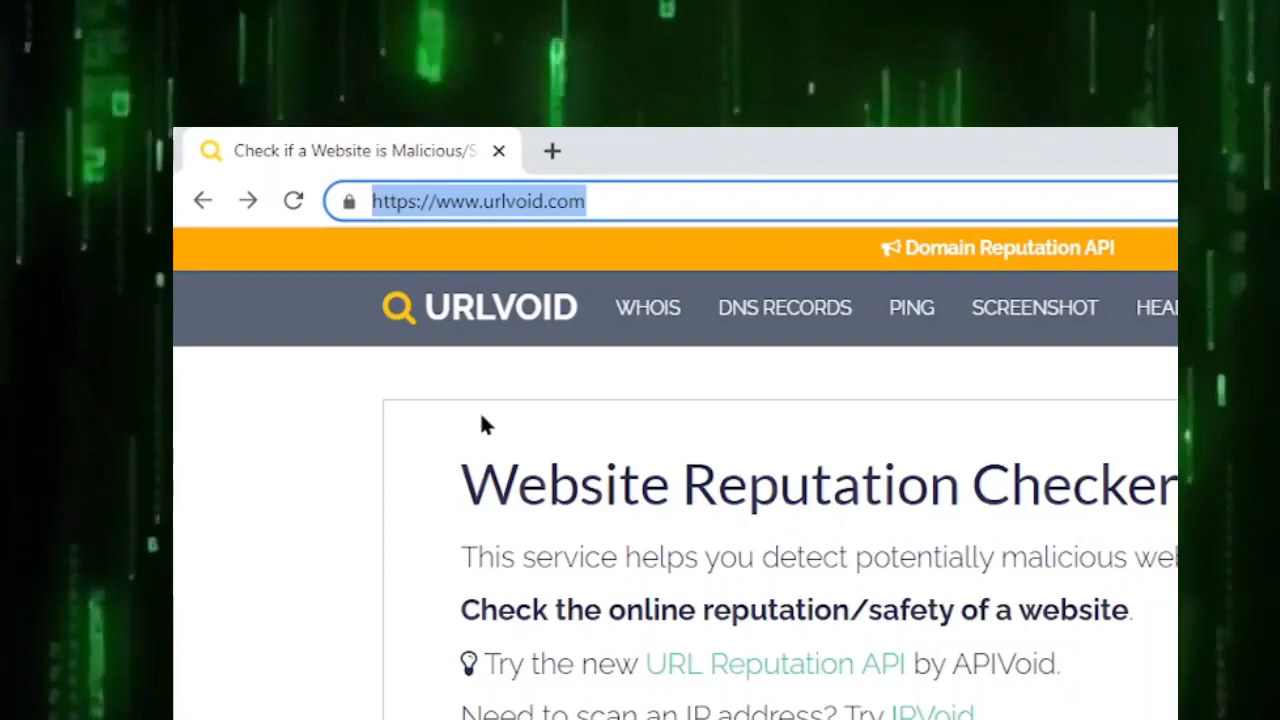 Check if a Website is Malicious/S
https://www.urlvoid.com
Domain Reputation API
URLVOID WHOIS DNS RECORDS PING SCREENSHOT HEA
Website Reputation Checker
This service helps you detect potentially malicious we
Check the online reputation/safety of a website.
Try the new URL Reputation API by APIVoid.
Need to scan an IP address? Try IPVoid